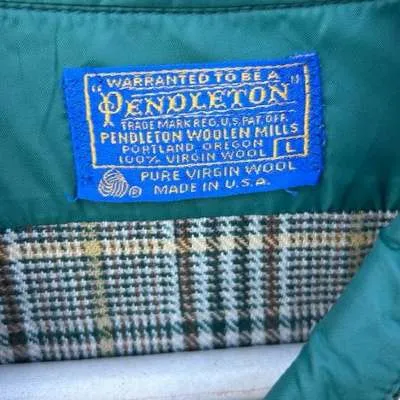 "WARRANTED TO BE A
PENDLETON"
TRADE MARK REG. U.S. PAT. OFF.
PENDLETON WOOLEN MILLS
PORTLAND, OREGON
100% VIRGIN WOOL
L
PURE VIRGIN WOOL
MADE IN U.S.A.